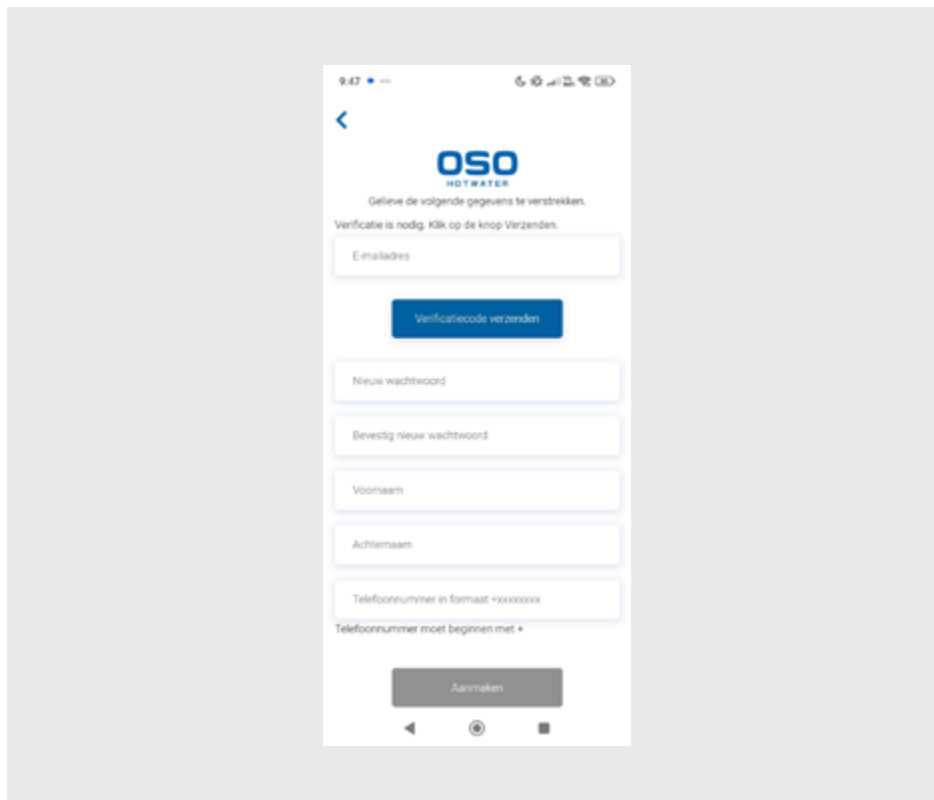 9:47
OSO
HOTWATER
Gelieve de volgende gegevens te verstrekken.
Verificatie is nodig. Klik op de knop Verzenden.
E-mailadres
Verificatiecode verzenden
Nieuw wachtwoord
Bevestig nieuw wachtwoord
Voornaam
Achternaam
Telefoonnummer in formaat +xxxxxxxx
Telefoonnummer moet beginnen met +
Aanmaken